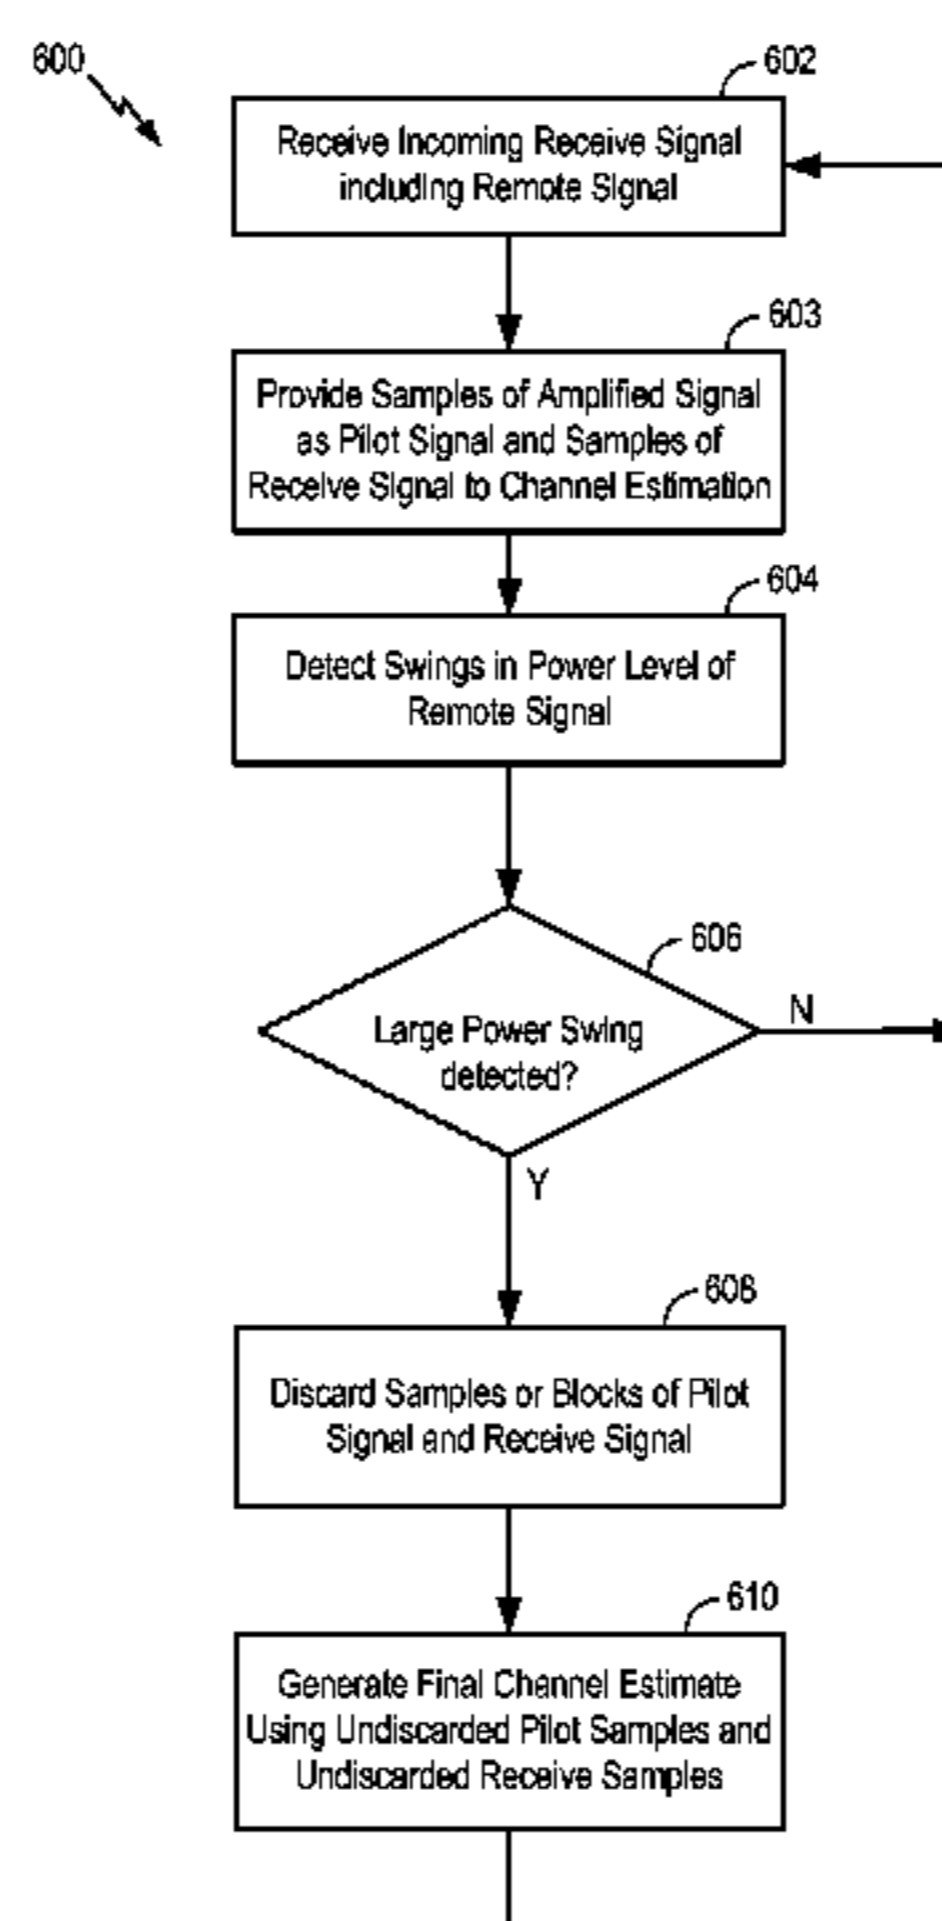 600
602
Receive Incoming Receive Signal
including Remote Signal
603
Provide Samples of Amplified Signal
as Pilot Signal and Samples of
Receive Signal to Channel Estimation
604
Detect Swings in Power Level of
Remote Signal
606
Large Power Swing
detected?
N
Y
608
Discard Samples or Blocks of Pilot
Signal and Receive Signal
610
Generate Final Channel Estimate
Using Undiscarded Pilot Samples and
Undiscarded Receive Samples